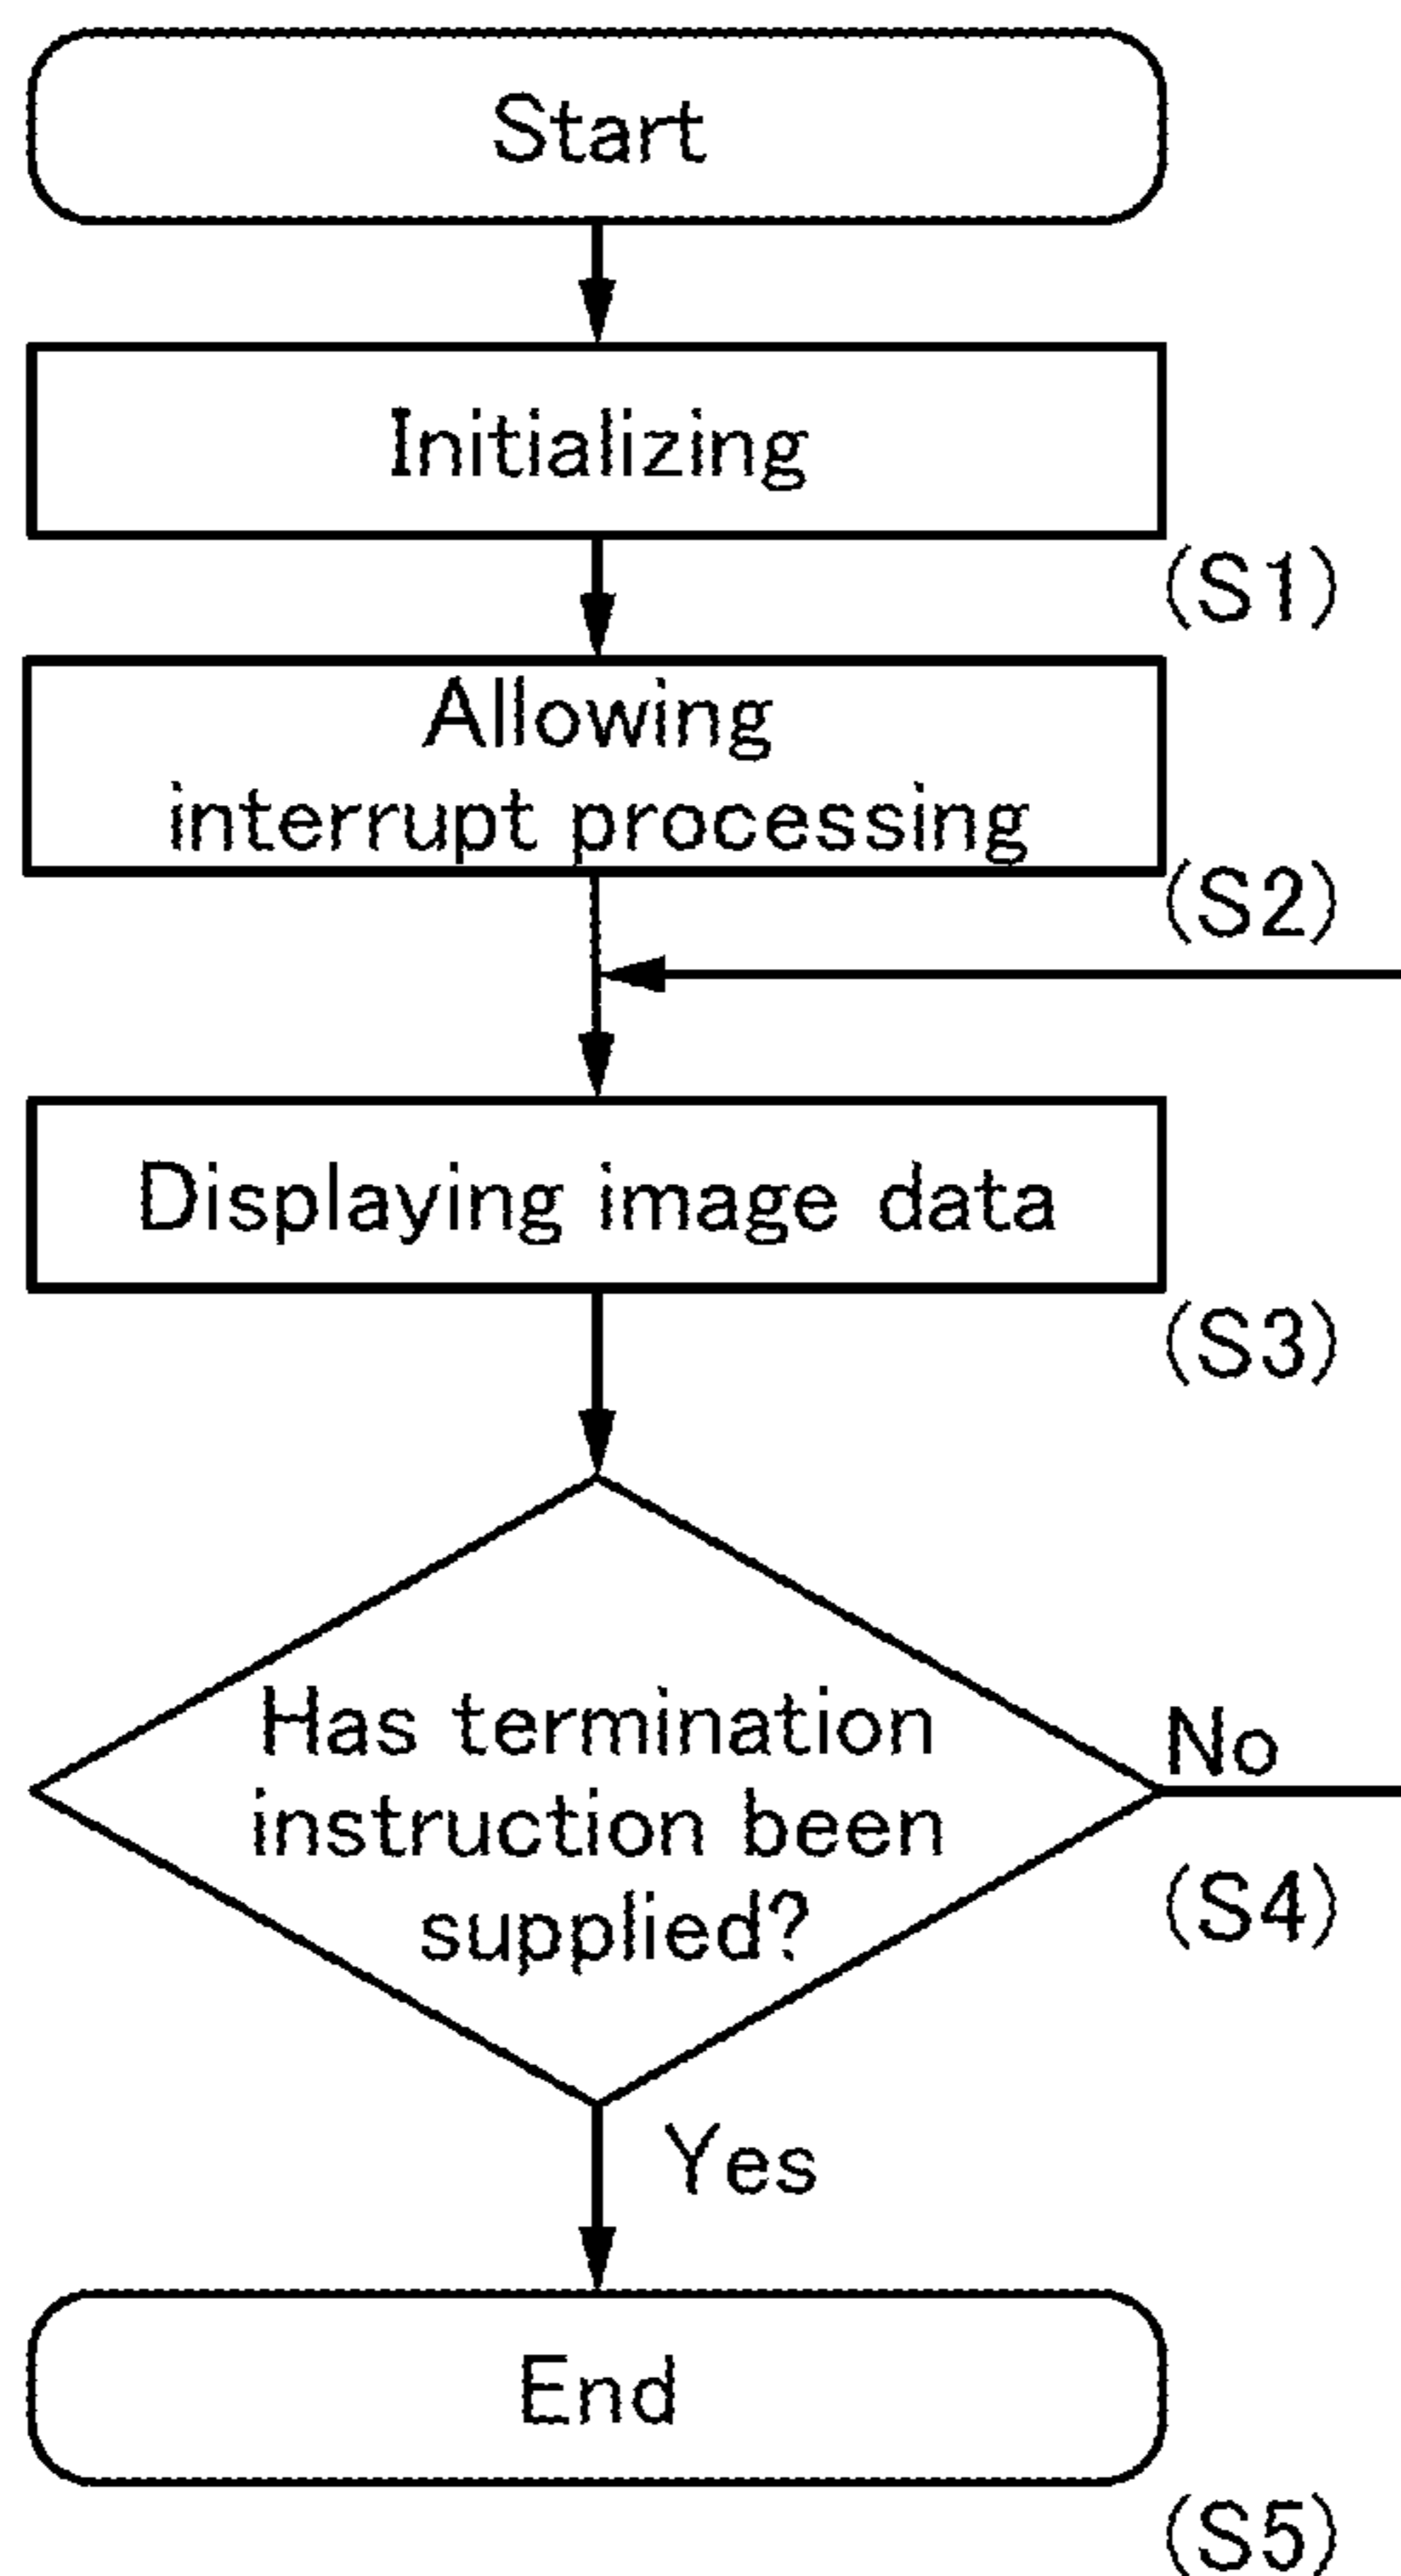 Start
Initializing
(S1)
Allowing
interrupt processing
(S2)
Displaying image data
(S3)
Has termination
instruction been
supplied?
No
(S4)
Yes
End
(S5)